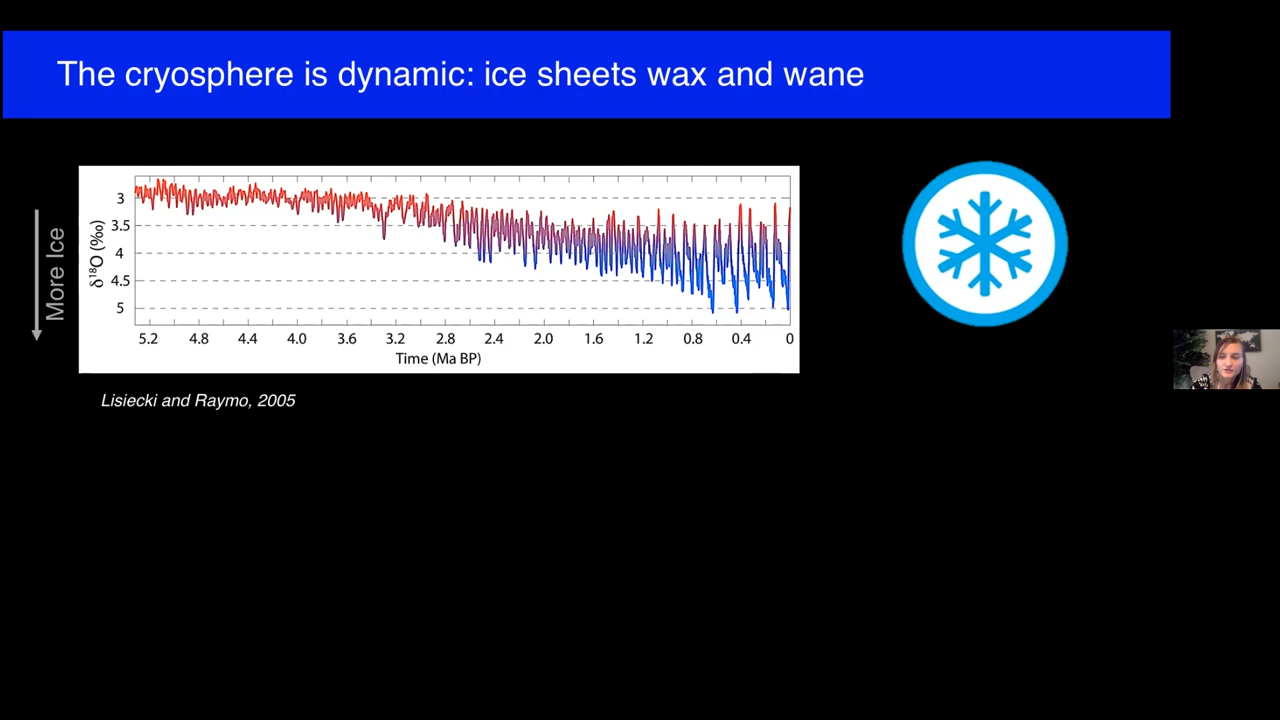 The cryosphere is dynamic: ice sheets wax and wane
More Ice
δ¹⁸O (‰)
3
3.5
4
4.5
5
5.2 4.8 4.4 4.0 3.6 3.2 2.8 2.4 2.0 1.6 1.2 0.8 0.4 0
Time (Ma BP)
Lisiecki and Raymo, 2005